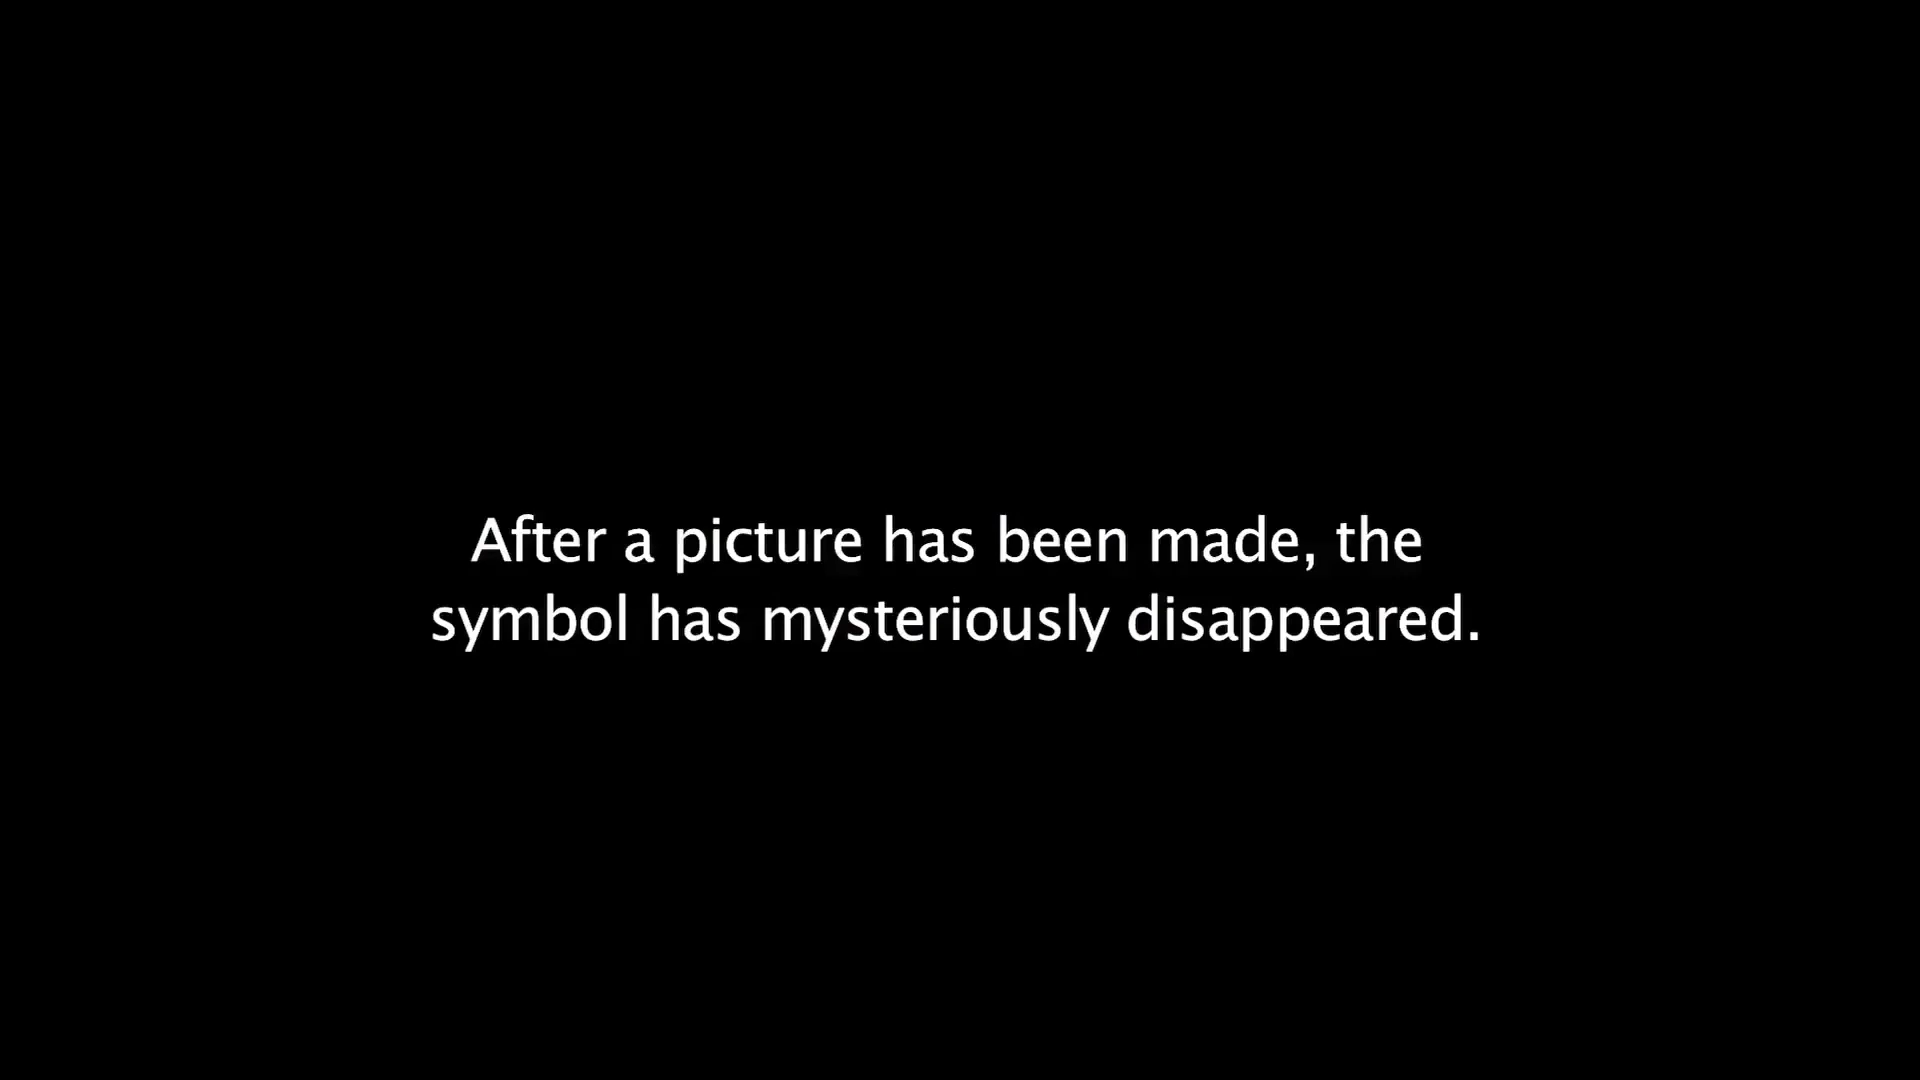 After a picture has been made, the
symbol has mysteriously disappeared.